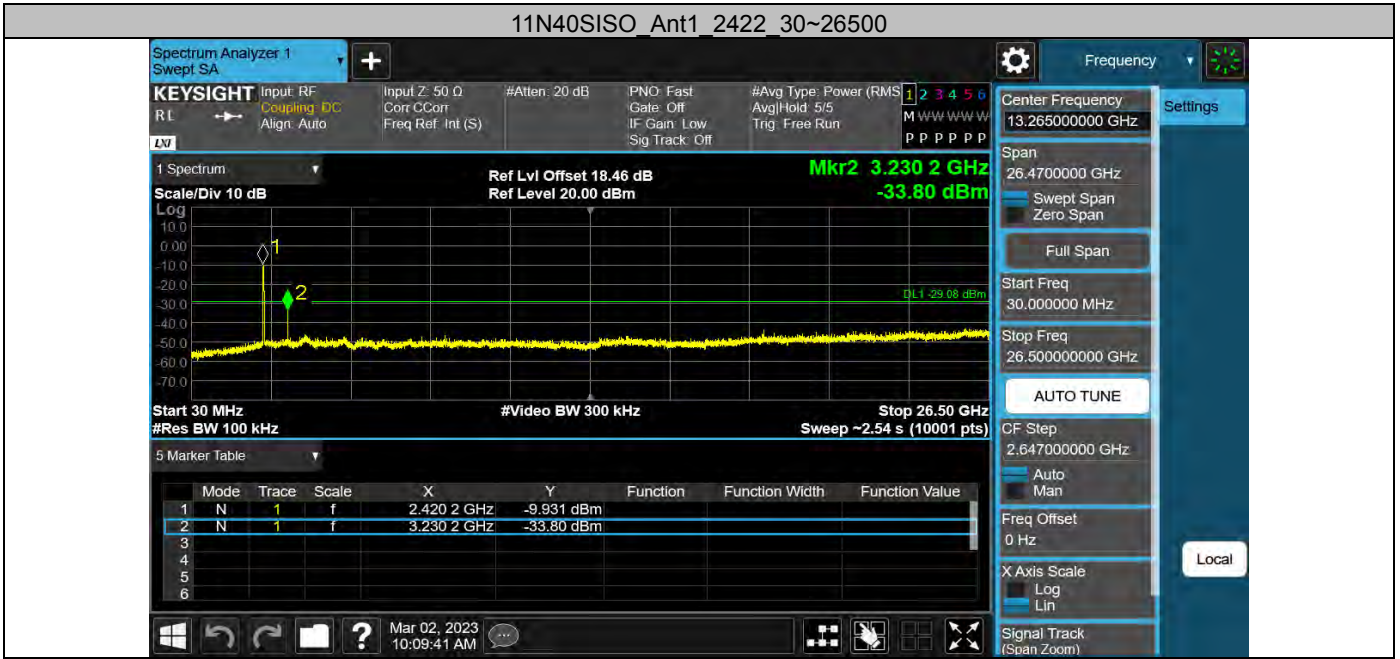 11N40SISO_Ant1_2422_30~26500
Spectrum Analyzer 1
Swept SA
Frequency
KEYSIGHT
RL
LXI
Input: RF
Coupling: DC
Align: Auto
Input Z: 50 Ω
Corr CCorr
Freq Ref: Int (S)
#Atten: 20 dB
PNO: Fast
Gate: Off
IF Gain: Low
Sig Track: Off
#Avg Type: Power (RMS
Avg|Hold: 5/5
Trig: Free Run
1 2 3 4 5 6
M W W W W W
P P P P P P
1 Spectrum
Scale/Div 10 dB
Ref Lvl Offset 18.46 dB
Ref Level 20.00 dBm
Mkr2 3.230 2 GHz
-33.80 dBm
Log
10.0
0.00
-10.0
-20.0
-30.0
-40.0
-50.0
-60.0
-70.0
1
2
DL1 -29.08 dBm
Start 30 MHz
#Video BW 300 kHz
Stop 26.50 GHz
#Res BW 100 kHz
Sweep ~2.54 s (10001 pts)
5 Marker Table
Mode Trace Scale X Y Function Function Width Function Value
1 N 1 f 2.420 2 GHz -9.931 dBm
2 N 1 f 3.230 2 GHz -33.80 dBm
3
4
5
6
?
Mar 02, 2023
10:09:41 AM
Center Frequency
13.265000000 GHz
Span
26.4700000 GHz
Swept Span
Zero Span
Full Span
Start Freq
30.000000 MHz
Stop Freq
26.500000000 GHz
AUTO TUNE
CF Step
2.647000000 GHz
Auto
Man
Freq Offset
0 Hz
X Axis Scale
Log
Lin
Signal Track
(Span Zoom)
Settings
Local